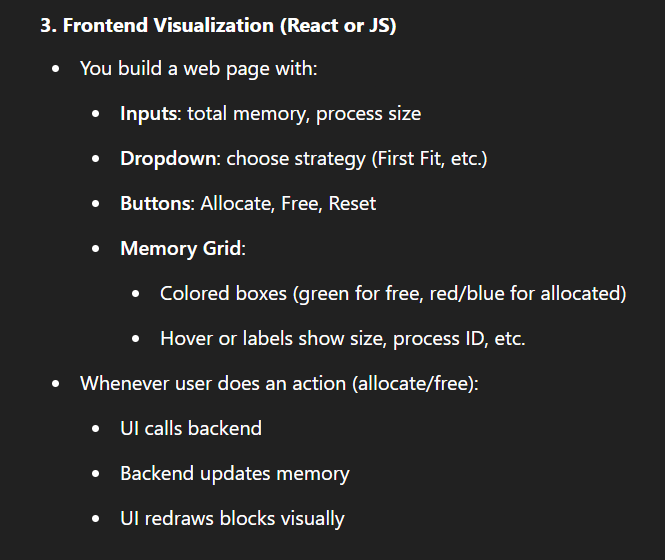 3. Frontend Visualization (React or JS)
• You build a web page with:
• Inputs: total memory, process size
• Dropdown: choose strategy (First Fit, etc.)
• Buttons: Allocate, Free, Reset
• Memory Grid:
• Colored boxes (green for free, red/blue for allocated)
• Hover or labels show size, process ID, etc.
• Whenever user does an action (allocate/free):
• UI calls backend
• Backend updates memory
• UI redraws blocks visually